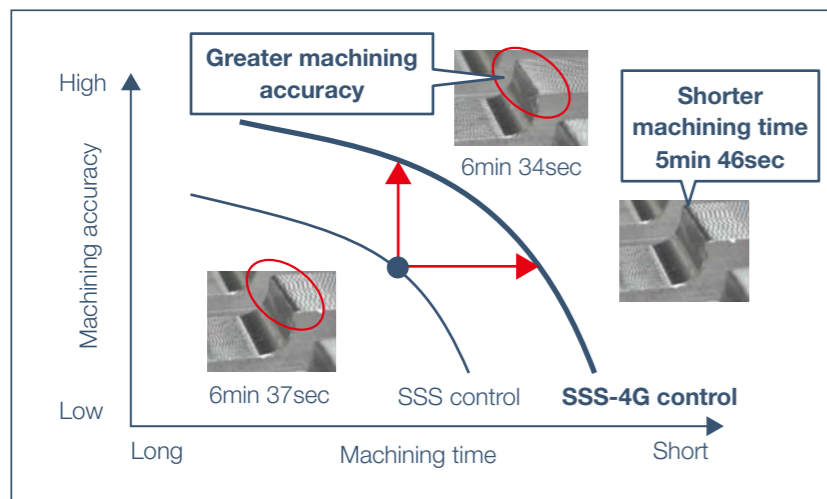 Greater machining
accuracy
High
Shorter
machining time
5min 46sec
6min 34sec
Machining accuracy
6min 37sec
SSS control
SSS-4G control
Low
Long
Machining time
Short